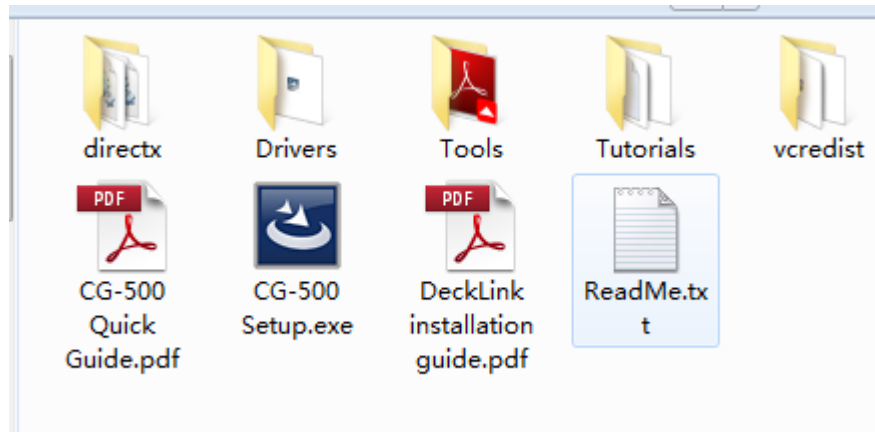 directx
Drivers
Tools
Tutorials
vcredist
PDF
PDF
CG-500
Quick
Guide.pdf
CG-500
Setup.exe
DeckLink
installation
guide.pdf
ReadMe.tx
t